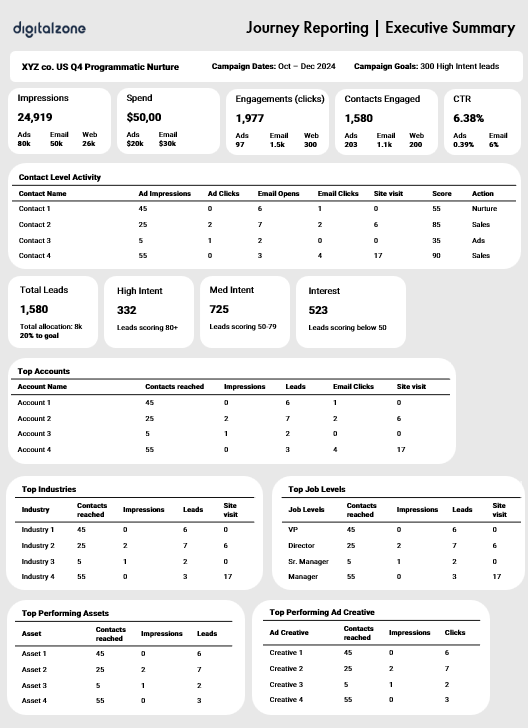 digitalzone
Journey Reporting | Executive Summary
XYZ co. US Q4 Programmatic Nurture Campaign Dates: Oct – Dec 2024 Campaign Goals: 300 High Intent leads
Impressions Spend Engagements (clicks) Contacts Engaged CTR
24,919 $50,00 1,977 1,580 6.38%
Ads Email Web Ads Email Ads Email Web Ads Email Web Ads Email
80k 50k 26k $20k $30k 97 1.5k 300 203 1.1k 200 0.39% 6%
Contact Level Activity
Contact Name Ad Impressions Ad Clicks Email Opens Email Clicks Site visit Score Action
Contact 1 45 0 6 1 0 55 Nurture
Contact 2 25 2 7 2 6 85 Sales
Contact 3 5 1 2 0 0 35 Ads
Contact 4 55 0 3 4 17 90 Sales
Total Leads High Intent Med Intent Interest
1,580 332 725 523
Total allocation: 8k Leads scoring 80+ Leads scoring 50-79 Leads scoring below 50
20% to goal
Top Accounts
Account Name Contacts reached Impressions Leads Email Clicks Site visit
Account 1 45 0 6 1 0
Account 2 25 2 7 2 6
Account 3 5 1 2 0 0
Account 4 55 0 3 4 17
Top Industries
Industry Contacts reached Impressions Leads Site visit
Industry 1 45 0 6 0
Industry 2 25 2 7 6
Industry 3 5 1 2 0
Industry 4 55 0 3 17
Top Job Levels
Job Levels Contacts reached Impressions Leads Site visit
VP 45 0 6 0
Director 25 2 7 6
Sr. Manager 5 1 2 0
Manager 55 0 3 17
Top Performing Assets
Asset Contacts reached Impressions Leads
Asset 1 45 0 6
Asset 2 25 2 7
Asset 3 5 1 2
Asset 4 55 0 3
Top Performing Ad Creative
Ad Creative Contacts reached Impressions Clicks
Creative 1 45 0 6
Creative 2 25 2 7
Creative 3 5 1 2
Creative 4 55 0 3